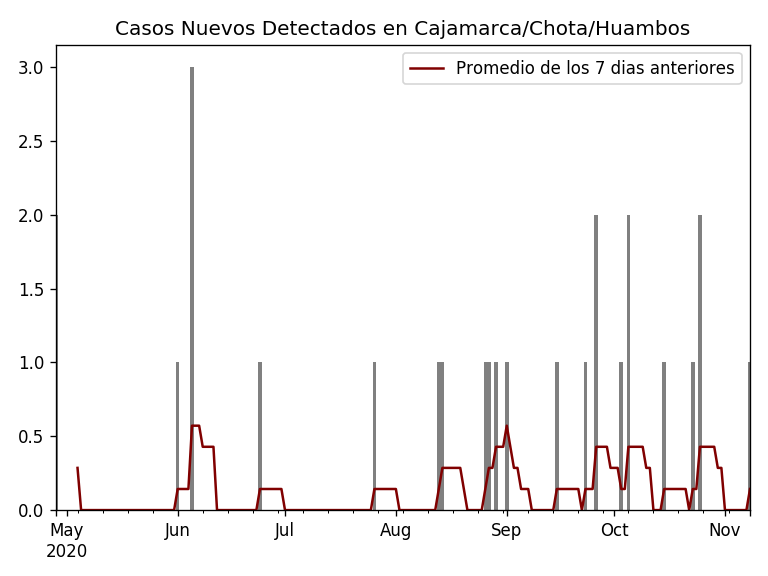 Casos Nuevos Detectados en Cajamarca/Chota/Huambos
Promedio de los 7 dias anteriores
3.0
2.5
2.0
1.5
1.0
0.5
0.0
May Jun Jul Aug Sep Oct Nov
2020